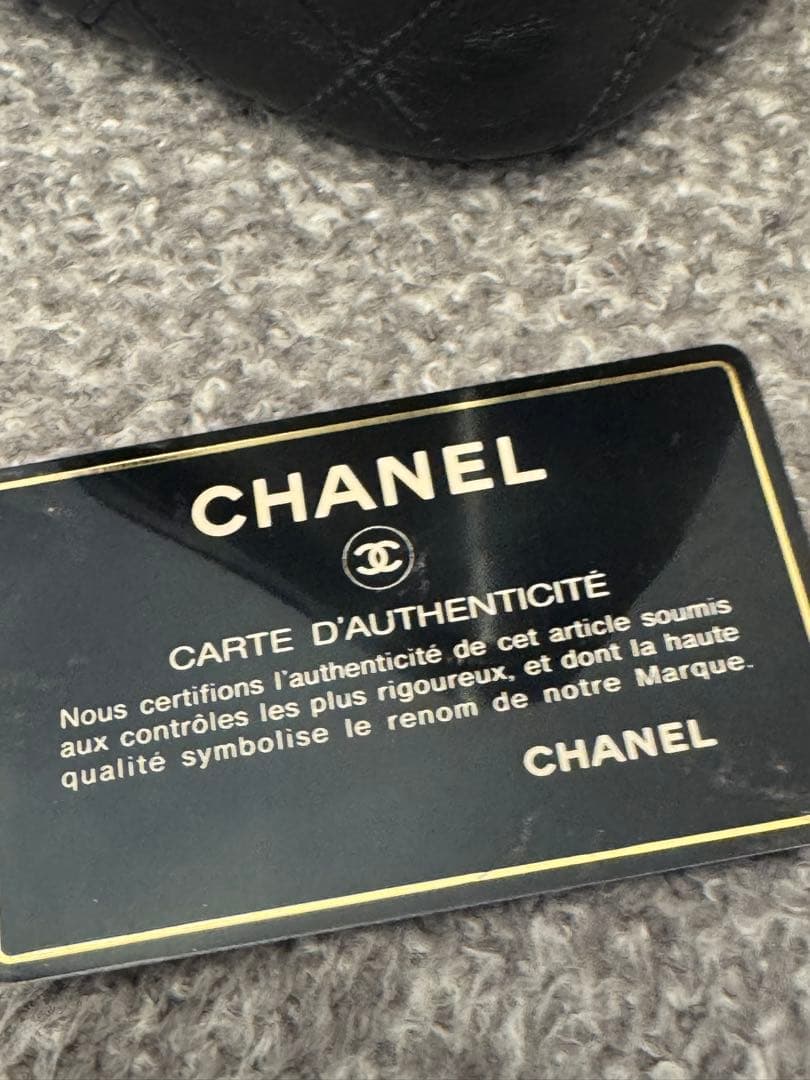 CHANEL
CARTE D'AUTHENTICITÉ
Nous certifions l'authenticité de cet article soumis
aux contrôles les plus rigoureux, et dont la haute
qualité symbolise le renom de notre Marque.
CHANEL